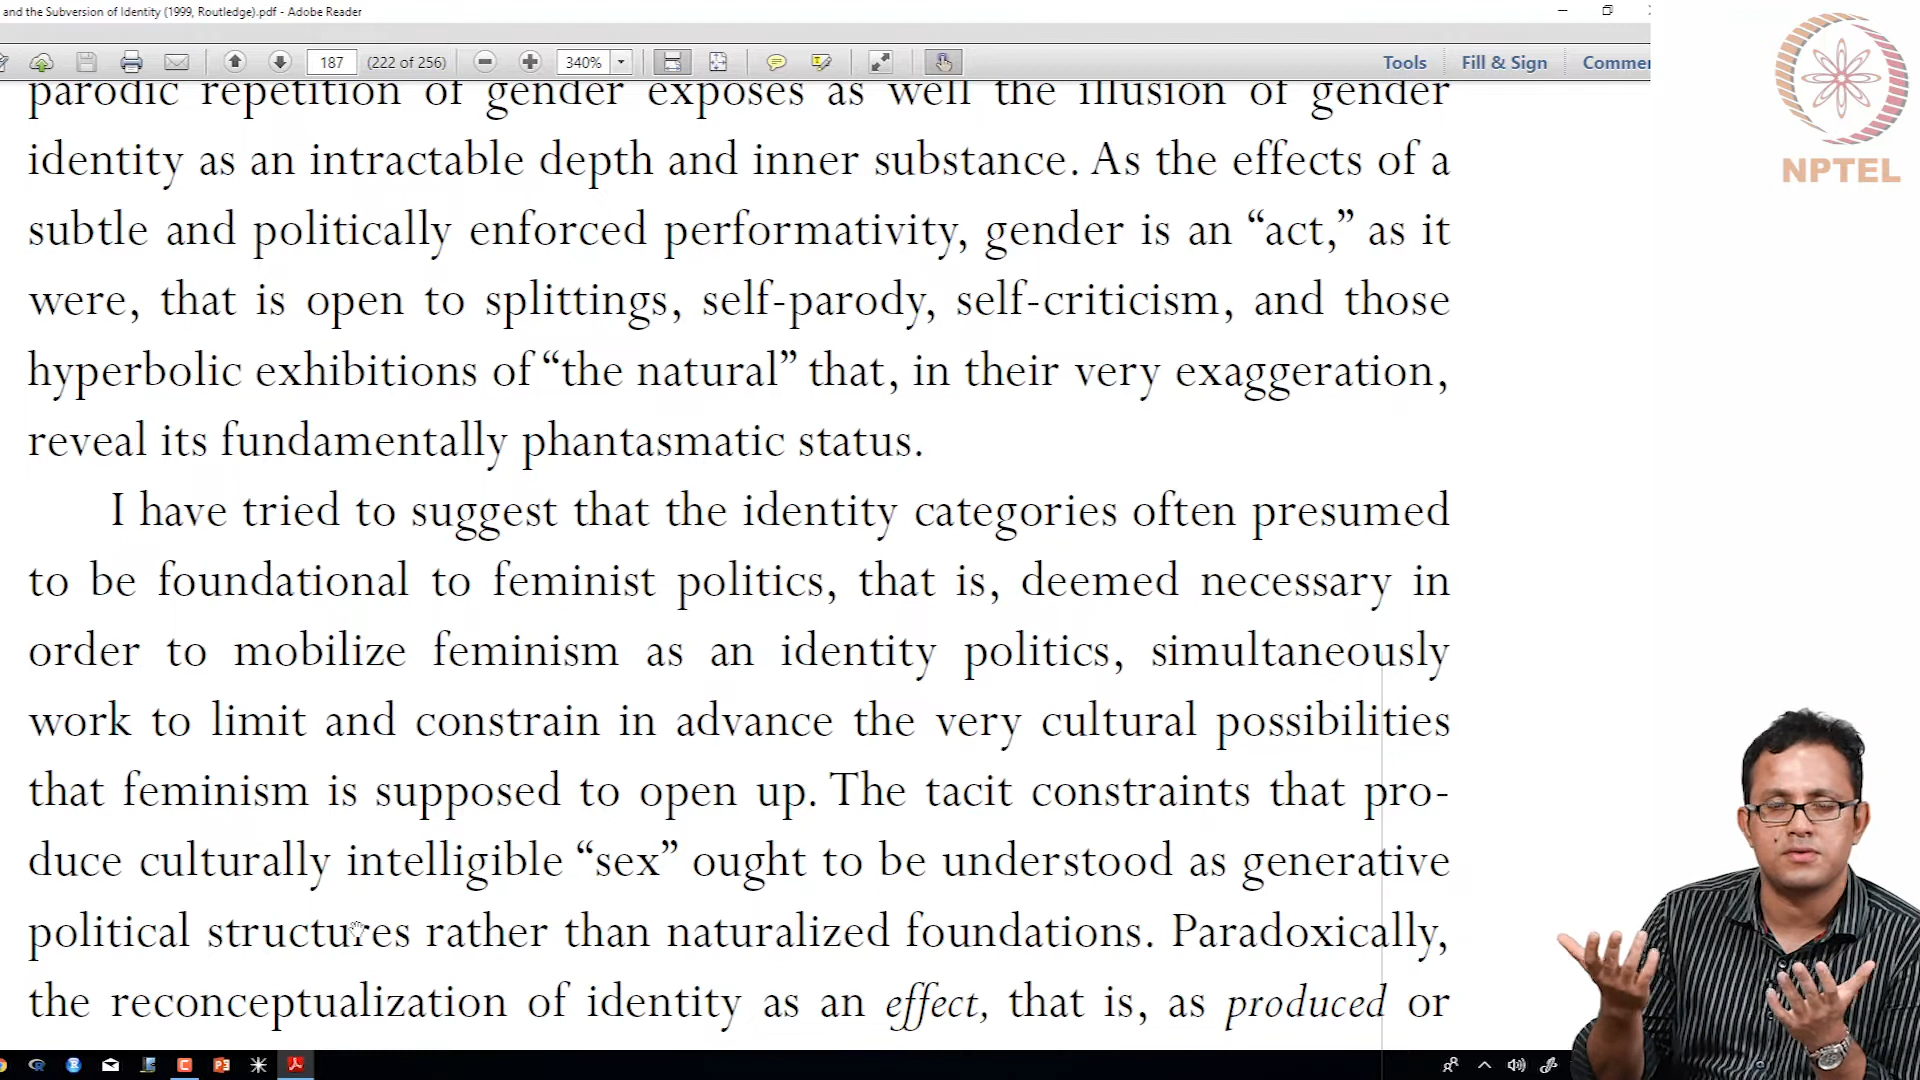 and the Subversion of Identity (1999, Routledge).pdf - Adobe Reader
187 (222 of 256) 340% Tools Fill & Sign Commen
NPTEL
parodic repetition of gender exposes as well the illusion of gender
identity as an intractable depth and inner substance. As the effects of a
subtle and politically enforced performativity, gender is an “act,” as it
were, that is open to splittings, self-parody, self-criticism, and those
hyperbolic exhibitions of “the natural” that, in their very exaggeration,
reveal its fundamentally phantasmatic status.
I have tried to suggest that the identity categories often presumed
to be foundational to feminist politics, that is, deemed necessary in
order to mobilize feminism as an identity politics, simultaneously
work to limit and constrain in advance the very cultural possibilities
that feminism is supposed to open up. The tacit constraints that pro-
duce culturally intelligible “sex” ought to be understood as generative
political structures rather than naturalized foundations. Paradoxically,
the reconceptualization of identity as an effect, that is, as produced or